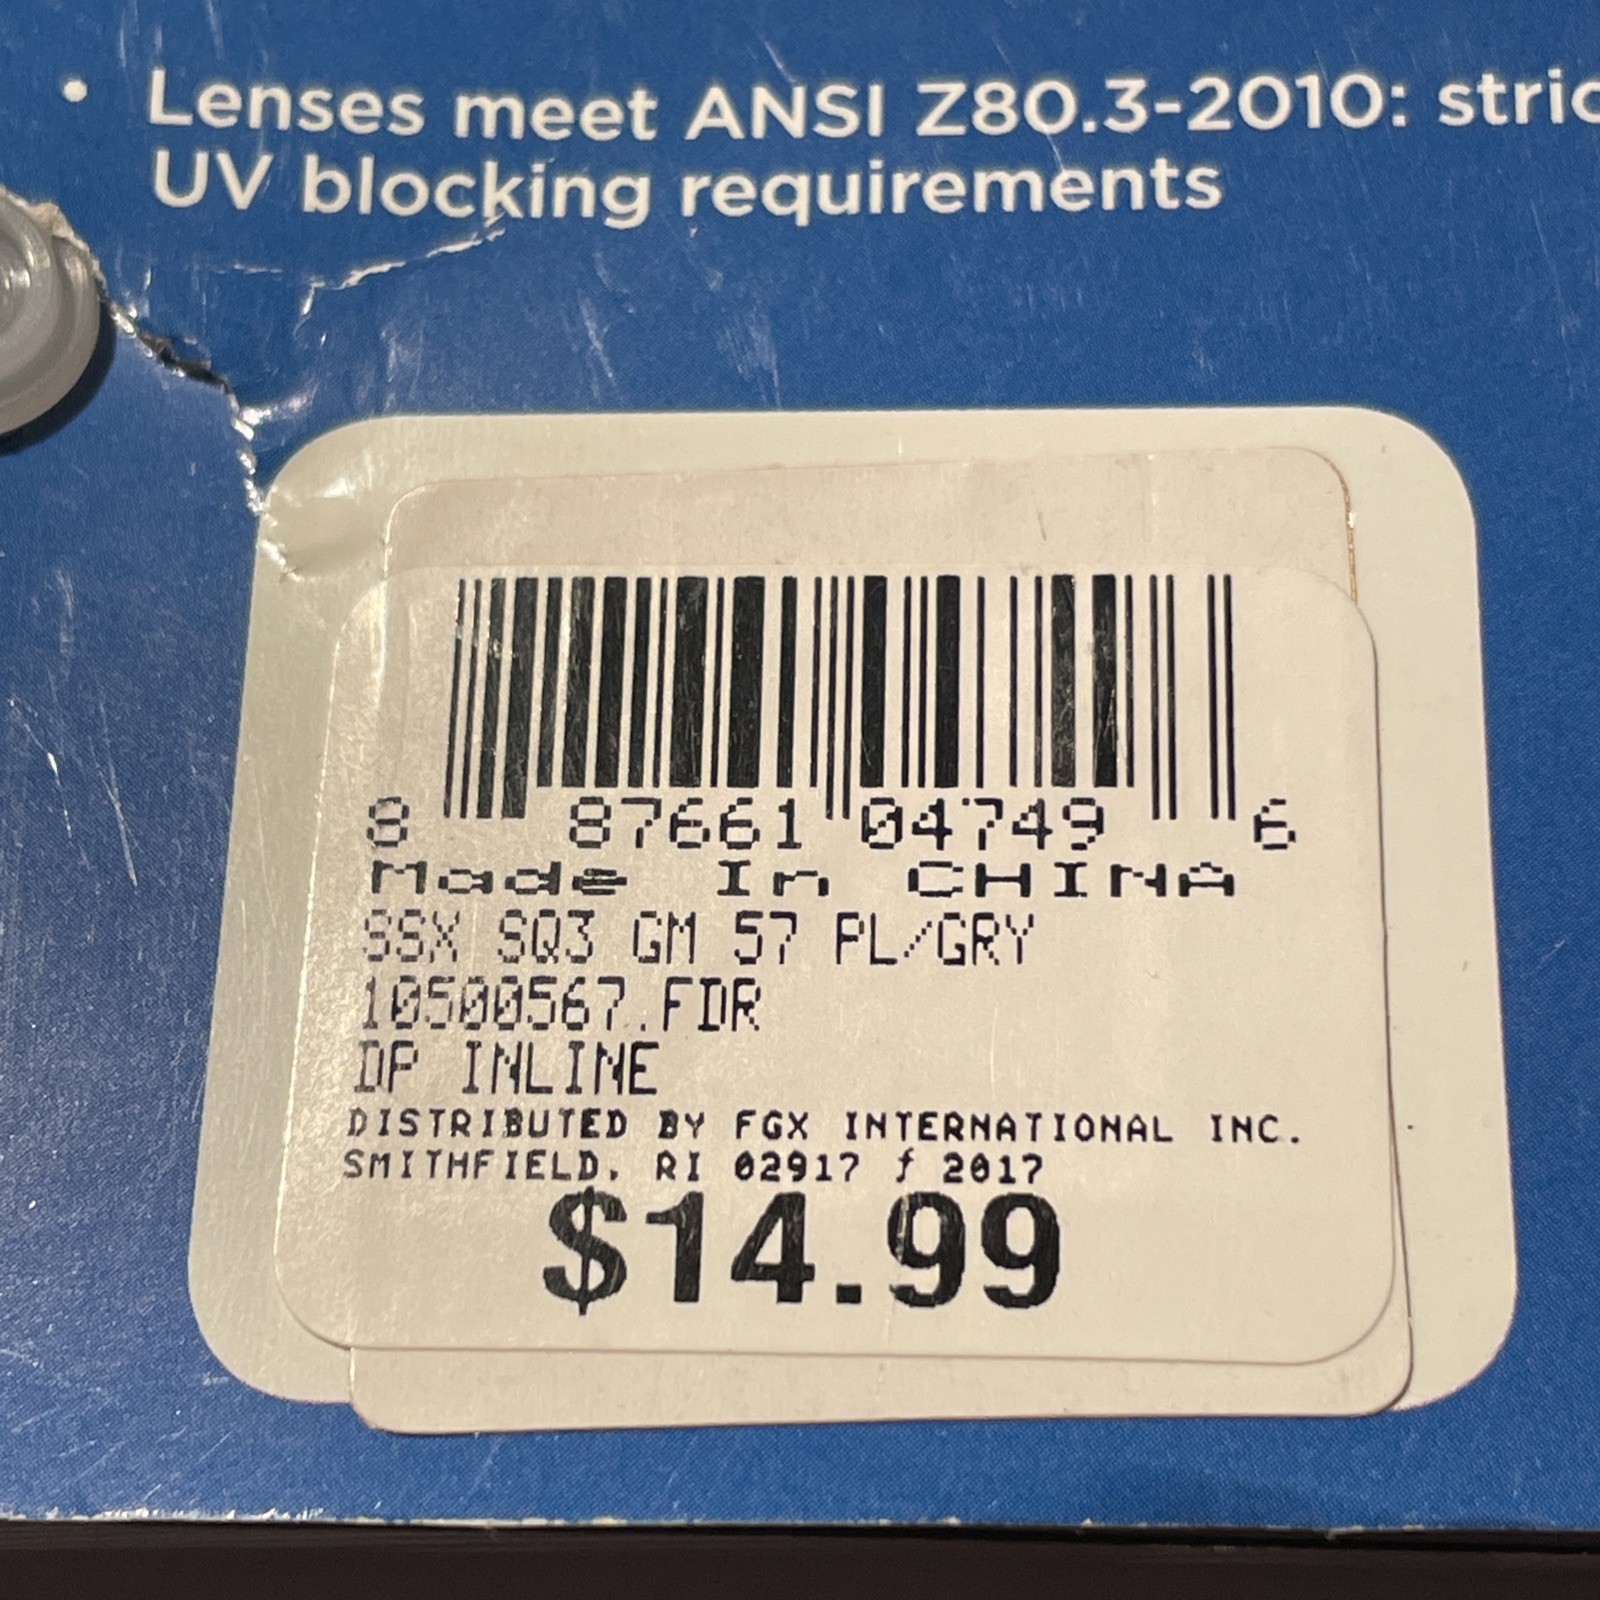 • Lenses meet ANSI Z80.3-2010: stric
UV blocking requirements
8 87661 04749 6
Made In CHINA
SSX SQ3 GM 57 PL/GRY
10500567.FDR
DP INLINE
DISTRIBUTED BY FGX INTERNATIONAL INC.
SMITHFIELD, RI 02917 ƒ 2017
$14.99